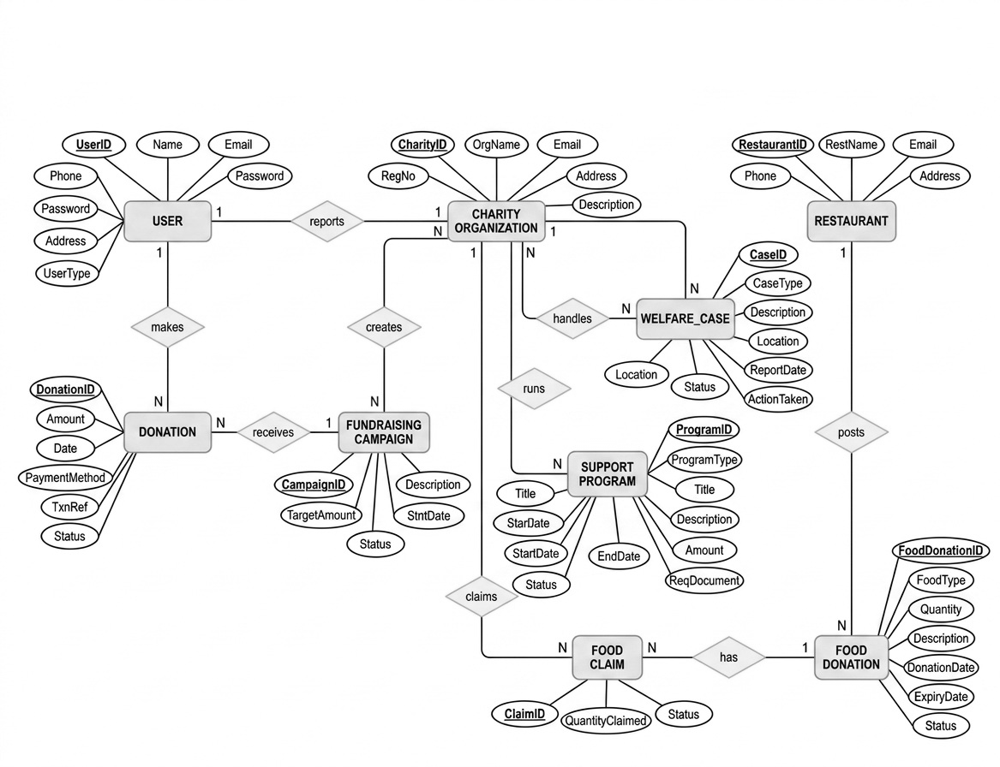 UserID
Name
Email
Phone
Password
Password
Address
UserType
USER
1
reports
1
CharityID
OrgName
Email
RegNo
Address
Description
CHARITY
ORGANIZATION
N
1
1
N
RestaurantID
RestName
Email
Phone
Address
RESTAURANT
1
1
makes
N
creates
N
handles
N
N
WELFARE_CASE
CaseID
CaseType
Description
Location
ReportDate
ActionTaken
Location
Status
runs
posts
DonationID
Amount
Date
PaymentMethod
TxnRef
Status
DONATION
N
receives
1
FUNDRAISING
CAMPAIGN
CampaignID
TargetAmount
Status
StntDate
Description
N
SUPPORT
PROGRAM
ProgramID
ProgramType
Title
Description
Amount
ReqDocument
Title
StarDate
StartDate
Status
EndDate
claims
N
FOOD
CLAIM
N
has
1
N
FOOD
DONATION
ClaimID
QuantityClaimed
Status
FoodDonationID
FoodType
Quantity
Description
DonationDate
ExpiryDate
Status